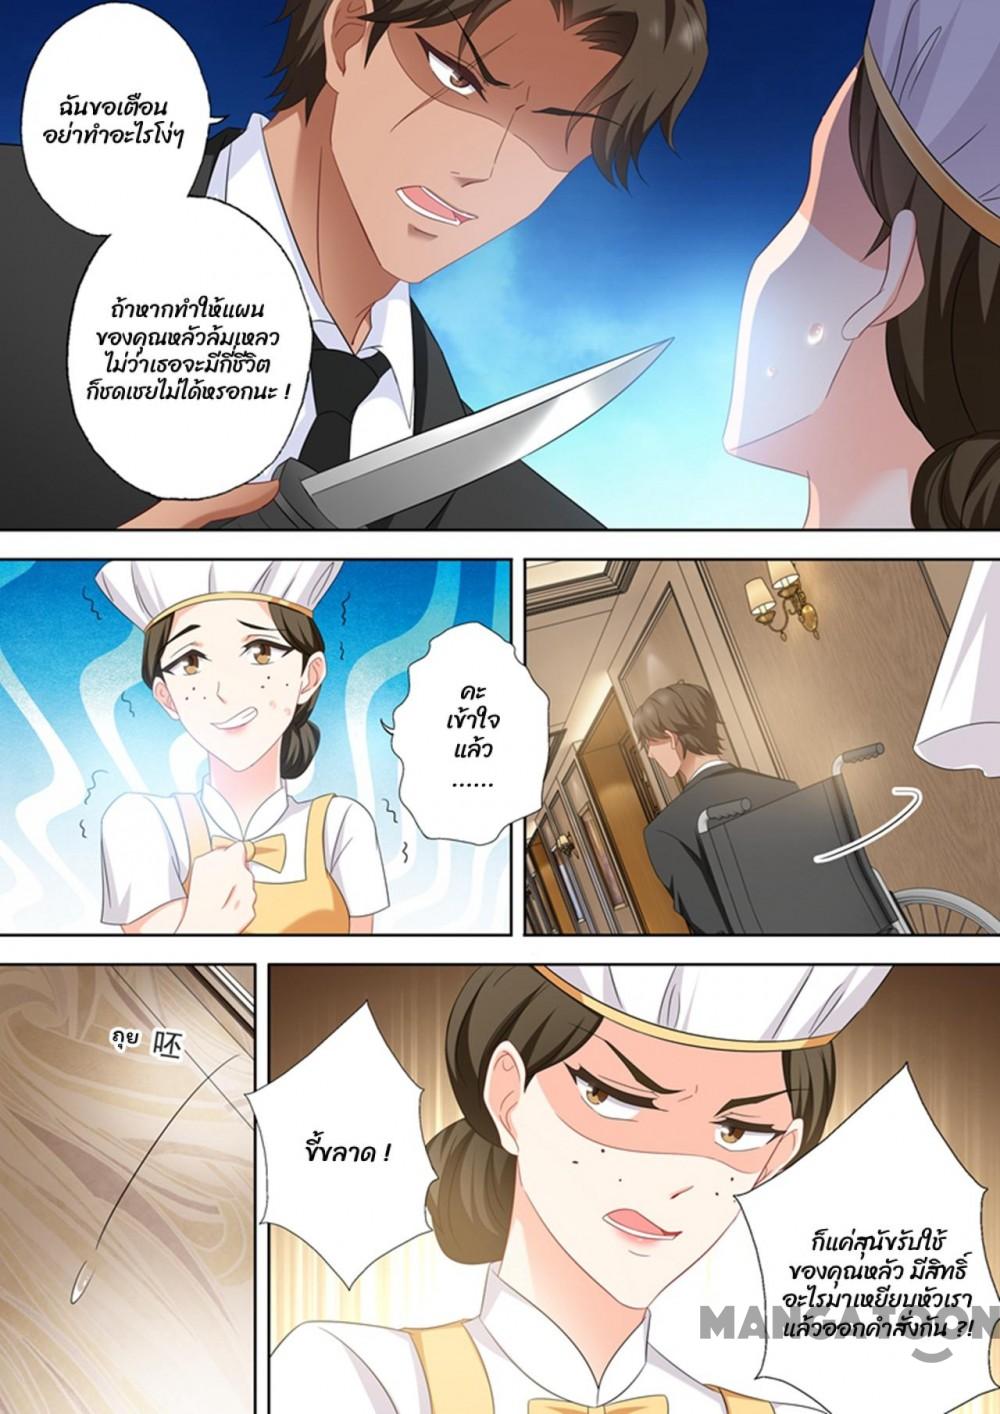 ฉันขอเตือน
อย่าทำอะไรโง่ๆ
ถ้าหากทำให้แผน
ของคุณหลัวล้มเหลว
ไม่ว่าเธอจะมีกี่ชีวิต
ก็ชดเชยไม่ได้หรอกนะ !
คะ
เข้าใจ
แล้ว
......
ถุย 呸
ขี้ขลาด !
ก็แค่สุนัขรับใช้
ของคุณหลัว มีสิทธิ์
อะไรมาเหยียบหัวเรา
แล้วออกคำสั่งกัน ?!
MANGATOON